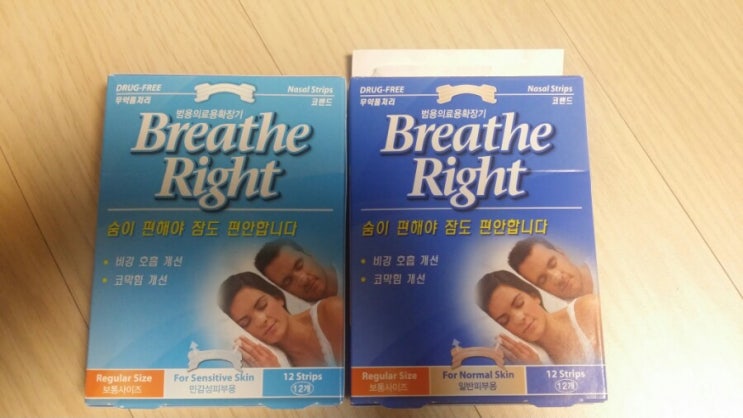 DRUG-FREE
무약물처리
Nasal Strips
코밴드
범용의료용확장기
Breathe
Right
숨이 편해야 잠도 편안합니다
• 비강 호흡 개선
• 코막힘 개선
Regular Size
보통사이즈
For Sensitive Skin
민감성피부용
12 Strips
12개
DRUG-FREE
무약물처리
Nasal Strips
코밴드
범용의료용확장기
Breathe
Right
숨이 편해야 잠도 편안합니다
• 비강 호흡 개선
• 코막힘 개선
Regular Size
보통사이즈
For Normal Skin
일반피부용
12 Strips
12개